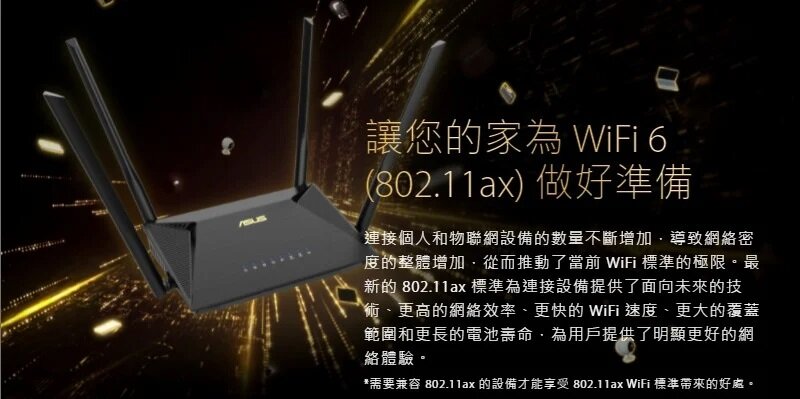 讓您的家為 WiFi 6
(802.11ax) 做好準備
ASUS
連接個人和物聯網設備的數量不斷增加，導致網絡密
度的整體增加，從而推動了當前 WiFi 標準的極限。最
新的 802.11ax 標準為連接設備提供了面向未來的技
術、更高的網絡效率、更快的 WiFi 速度、更大的覆蓋
範圍和更長的電池壽命，為用戶提供了明顯更好的網
絡體驗。
*需要兼容 802.11ax 的設備才能享受 802.11ax WiFi 標準帶來的好處。